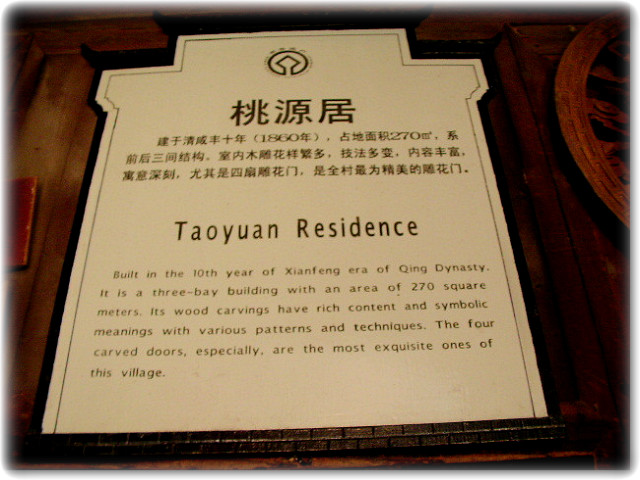 桃源居
建于清咸丰十年（1860年），占地面积270㎡，系
前后三间结构。室内木雕花样繁多，技法多变，内容丰富，
寓意深刻，尤其是四扇雕花门，是全村最为精美的雕花门。
Taoyuan Residence
Built in the 10th year of Xianfeng era of Qing Dynasty.
It is a three-bay building with an area of 270 square
meters. Its wood carvings have rich content and symbolic
meanings with various patterns and techniques. The four
carved doors, especially, are the most exquisite ones of
this village.